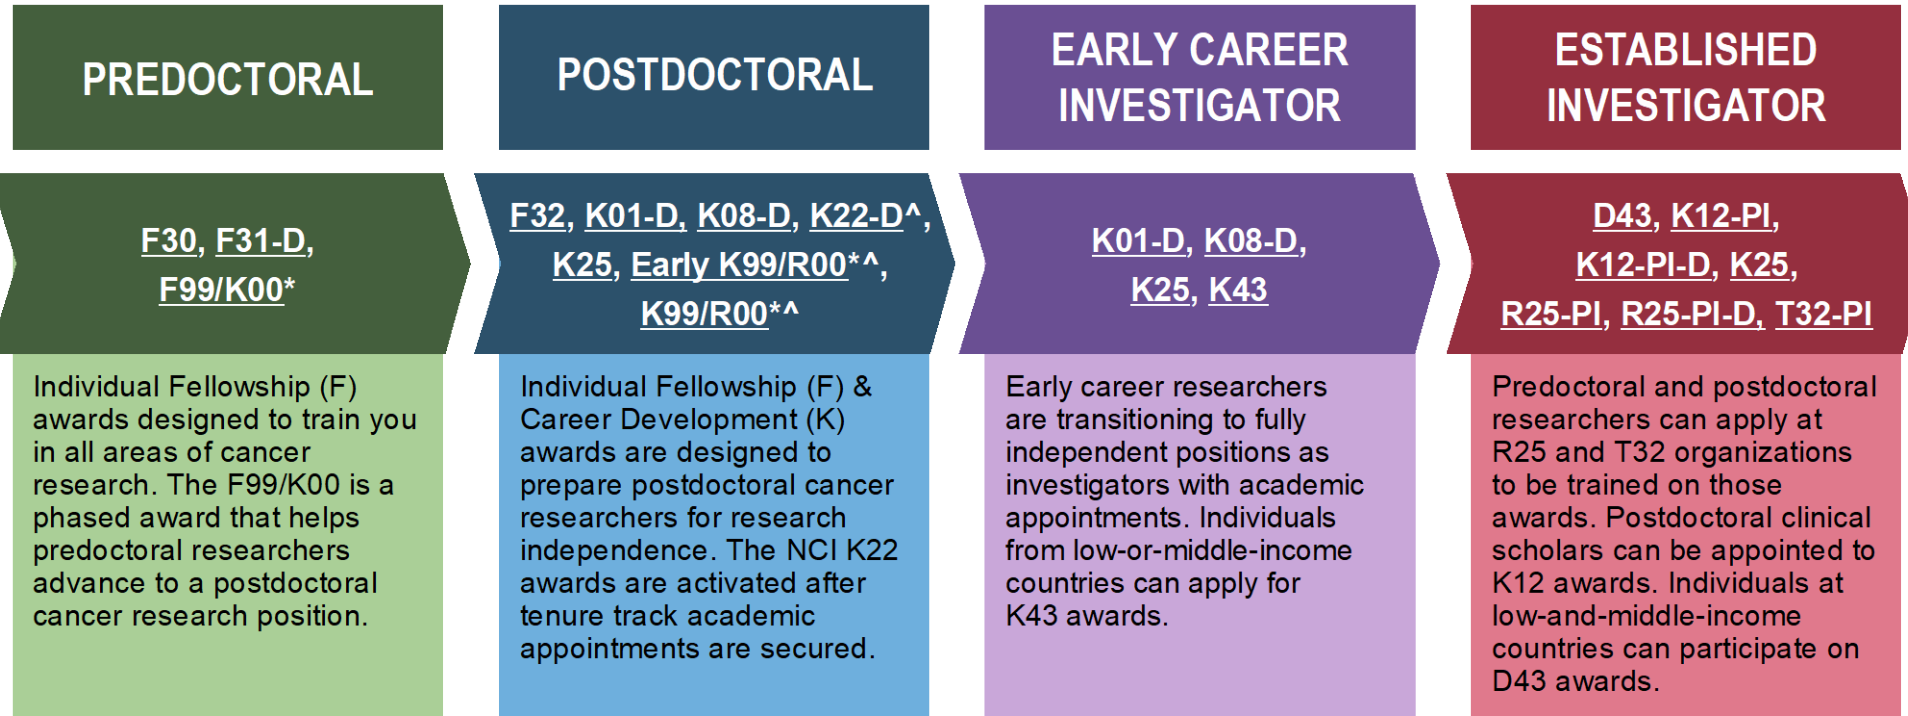 PREDOCTORAL
F30, F31-D,
F99/K00*
Individual Fellowship (F)
awards designed to train you
in all areas of cancer
research. The F99/K00 is a
phased award that helps
predoctoral researchers
advance to a postdoctoral
cancer research position.
POSTDOCTORAL
F32, K01-D, K08-D, K22-D^,
K25, Early K99/R00*^,
K99/R00*^
Individual Fellowship (F) &
Career Development (K)
awards are designed to
prepare postdoctoral cancer
researchers for research
independence. The NCI K22
awards are activated after
tenure track academic
appointments are secured.
EARLY CAREER
INVESTIGATOR
K01-D, K08-D,
K25, K43
Early career researchers
are transitioning to fully
independent positions as
investigators with academic
appointments. Individuals
from low-or-middle-income
countries can apply for
K43 awards.
ESTABLISHED
INVESTIGATOR
D43, K12-PI,
K12-PI-D, K25,
R25-PI, R25-PI-D, T32-PI
Predoctoral and postdoctoral
researchers can apply at
R25 and T32 organizations
to be trained on those
awards. Postdoctoral clinical
scholars can be appointed to
K12 awards. Individuals at
low-and-middle-income
countries can participate on
D43 awards.